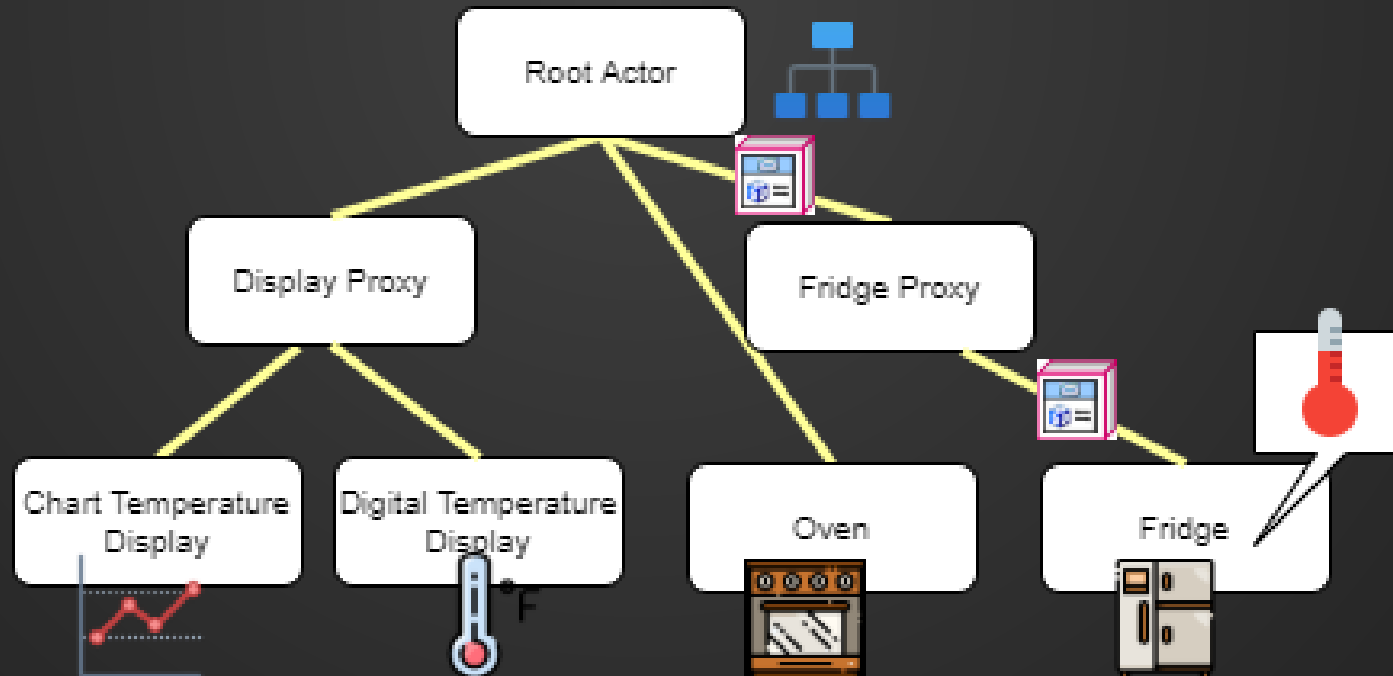 Root Actor
Display Proxy
Fridge Proxy
Chart Temperature
Display
Digital Temperature
Display
Oven
Fridge
°F